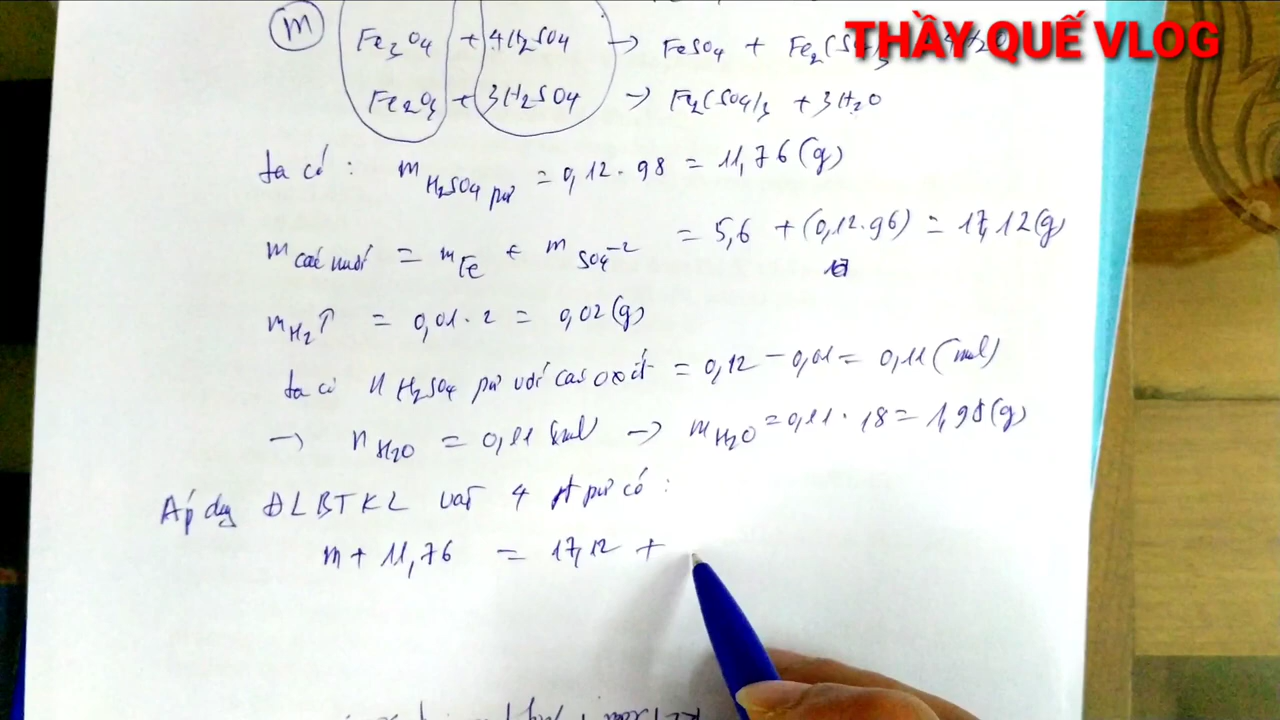 THẦY QUẾ VLOG
m Fe3O4 + 4H2SO4 → FeSO4 + Fe2(SO4)3 + 4H2O
Fe2O3 + 3H2SO4 → Fe2(SO4)3 + 3H2O
Ta có : mH2SO4 pư = 0,12 . 98 = 11,76 (g)
m các muối = mFe + mSO4-2 = 5,6 + (0,12.96) = 17,12 (g)
mH2↑ = 0,01 . 2 = 0,02 (g)
Ta có nH2SO4 pư với các oxit = 0,12 - 0,01 = 0,11 (mol)
→ nH2O = 0,11 mol → mH2O = 0,11 . 18 = 1,98 (g)
Áp dụng ĐLBTKL vào 4 pt pư có :
m + 11,76 = 17,12 +